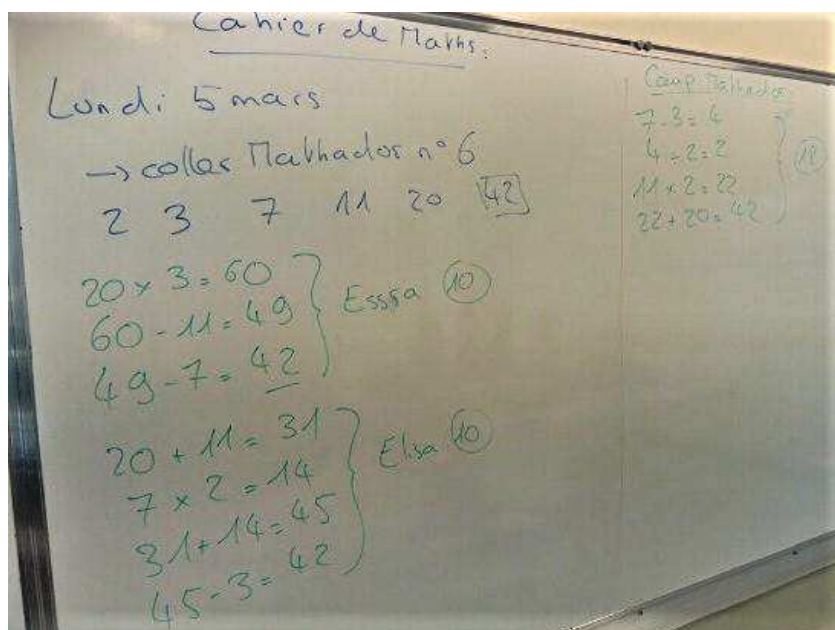 Cahier de Maths:
Lundi 5 mars
→ coller Mathador n° 6
2 3 7 11 20 42
20 x 3 = 60
60 - 11 = 49
49 - 7 = 42
Essra 10
20 + 11 = 31
7 x 2 = 14
31 + 14 = 45
45 - 3 = 42
Elisa 10
Coup Mathador
7 - 3 = 4
4 ÷ 2 = 2
11 x 2 = 22
22 + 20 = 42
18